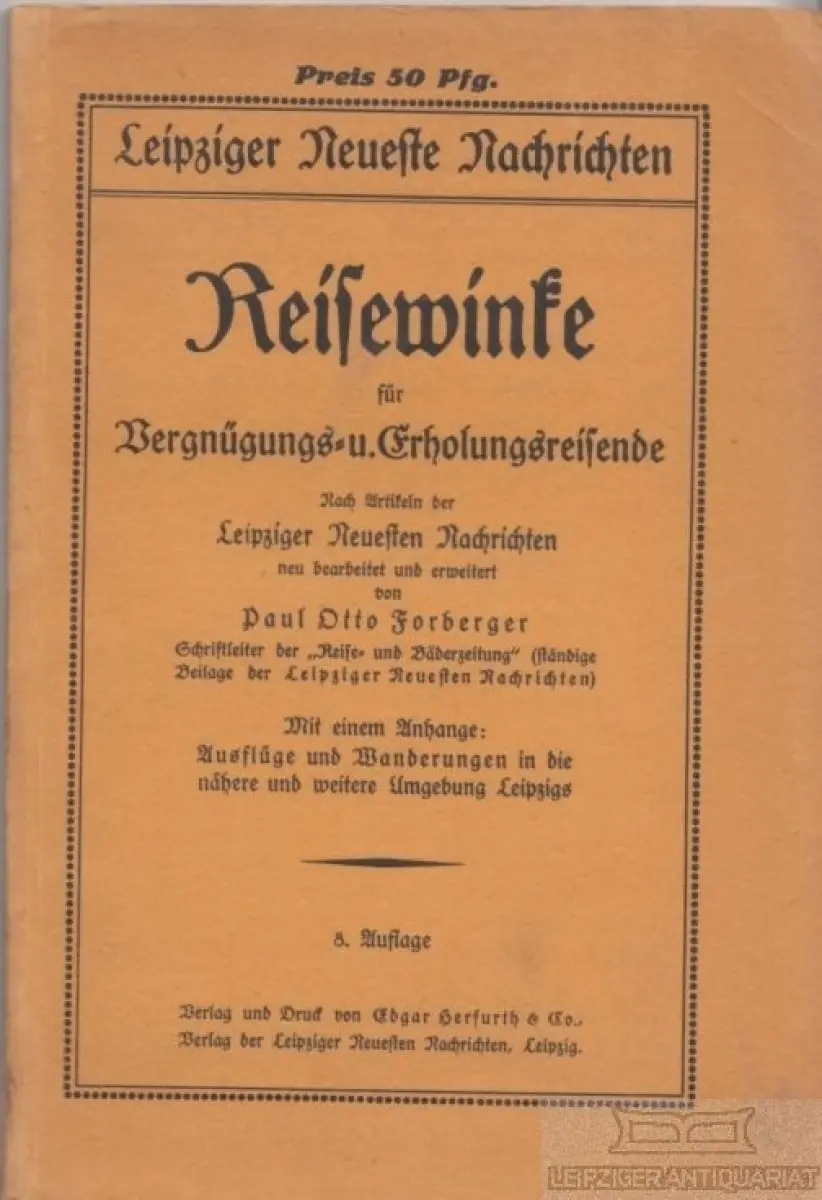 Preis 50 Pfg.
Leipziger Neueste Nachrichten
Reisewinke
für
Vergnügungs- u. Erholungsreisende
Nach Artikeln der
Leipziger Neuesten Nachrichten
neu bearbeitet und erweitert
von
Paul Otto Forberger
Schriftleiter der „Reise- und Bäderzeitung“ (ständige
Beilage der Leipziger Neuesten Nachrichten)
Mit einem Anhange:
Ausflüge und Wanderungen in die
nähere und weitere Umgebung Leipzigs
8. Auflage
Verlag und Druck von Edgar Herfurth & Co.,
Verlag der Leipziger Neuesten Nachrichten, Leipzig.
LEIPZIGER ANTIQUARIAT